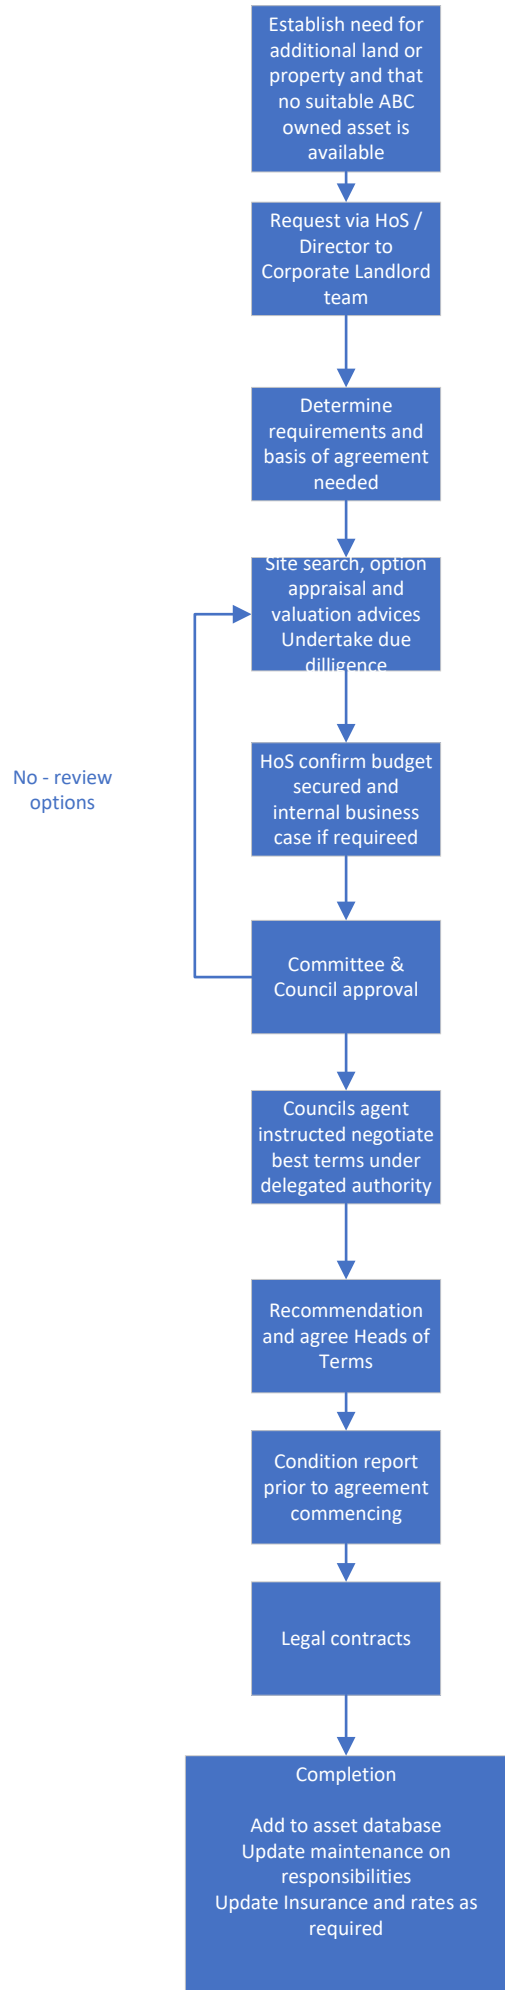 Establish need for
additional land or
property and that
no suitable ABC
owned asset is
available
Request via HoS /
Director to
Corporate Landlord
team
Determine
requirements and
basis of agreement
needed
Site search, option
appraisal and
valuation advices
Undertake due
dilligence
No - review
options
HoS confirm budget
secured and
internal business
case if requireed
Committee &
Council approval
Councils agent
instructed negotiate
best terms under
delegated authority
Recommendation
and agree Heads of
Terms
Condition report
prior to agreement
commencing
Legal contracts
Completion
Add to asset database
Update maintenance on
responsibilities
Update Insurance and rates as
required